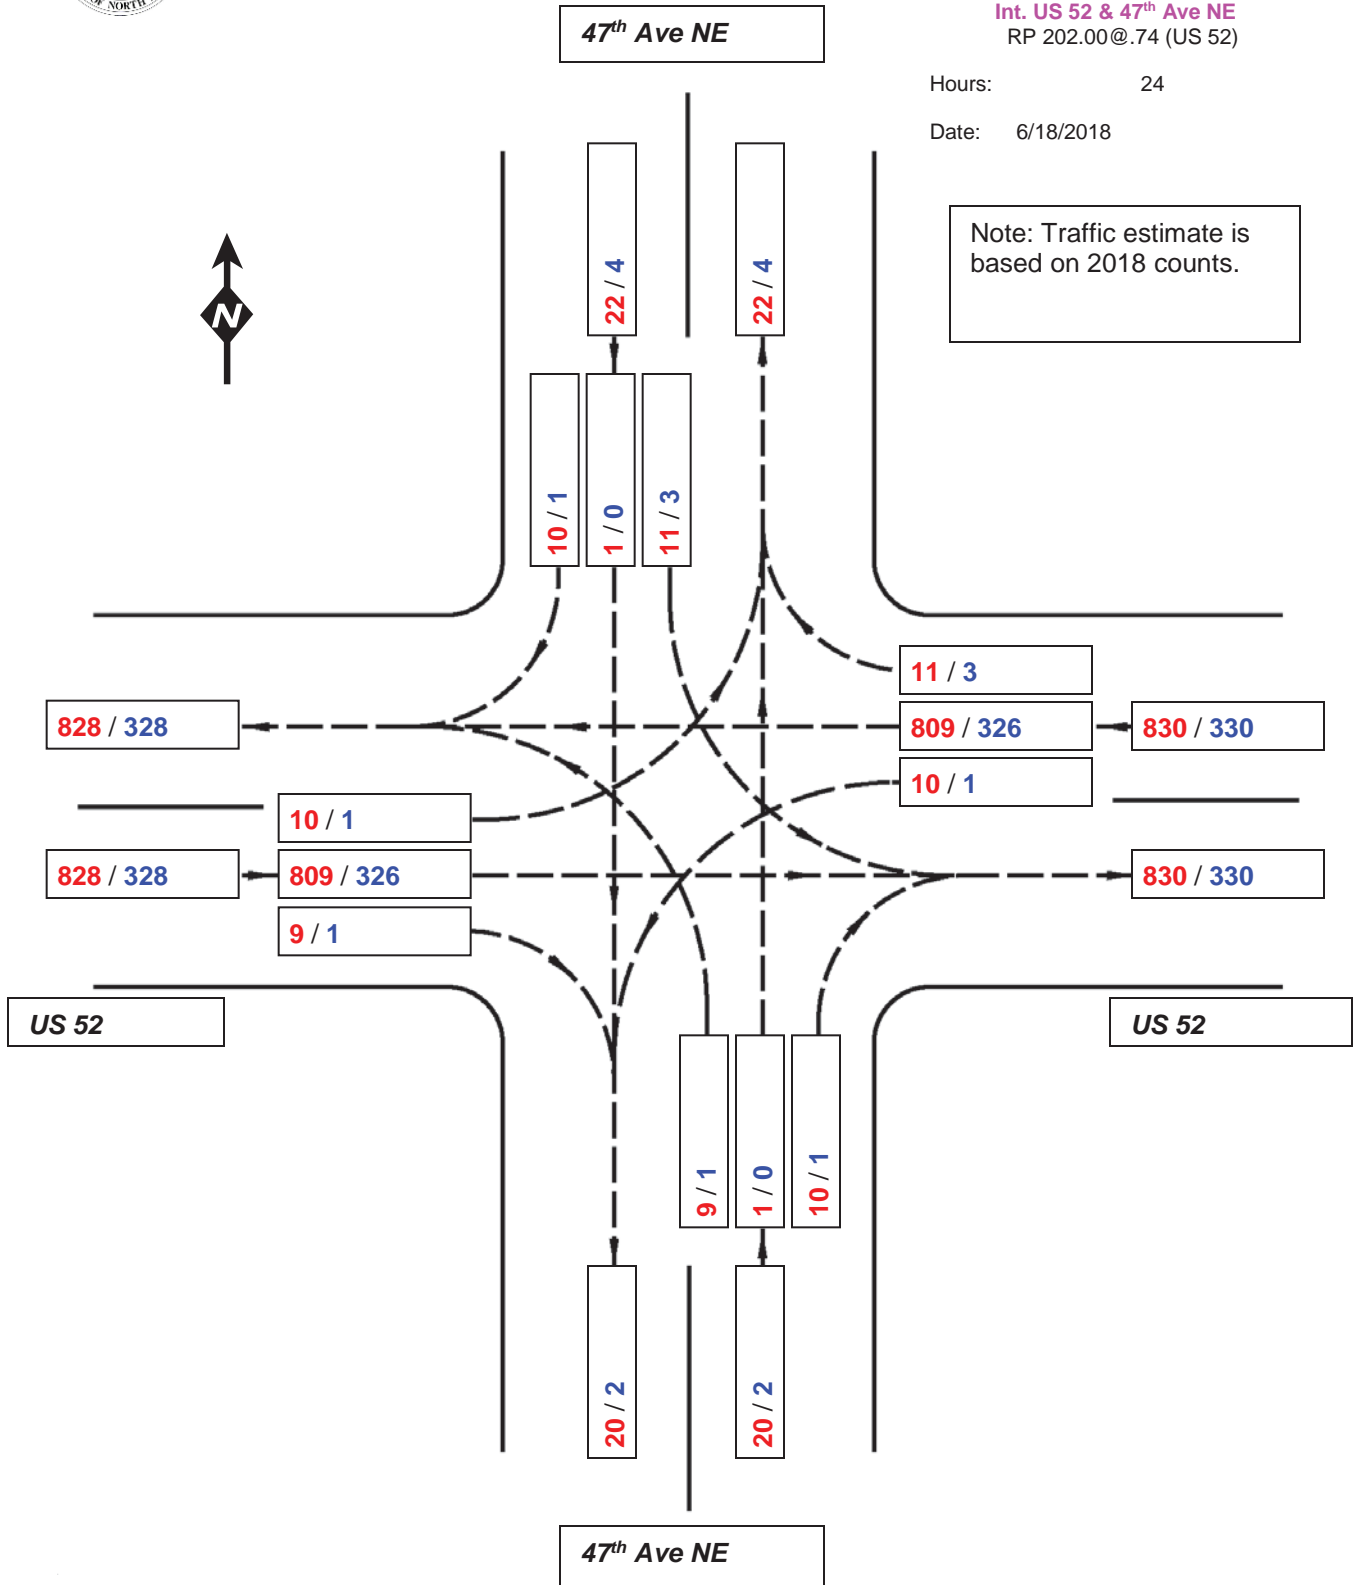 OF NORTH
47th Ave NE
Int. US 52 & 47th Ave NE
RP 202.00@.74 (US 52)
Hours: 24
Date: 6/18/2018
Note: Traffic estimate is
based on 2018 counts.
N
22 / 4
22 / 4
10 / 1
1 / 0
11 / 3
11 / 3
828 / 328
809 / 326
830 / 330
10 / 1
10 / 1
828 / 328
809 / 326
830 / 330
9 / 1
US 52
US 52
9 / 1
1 / 0
10 / 1
20 / 2
20 / 2
47th Ave NE